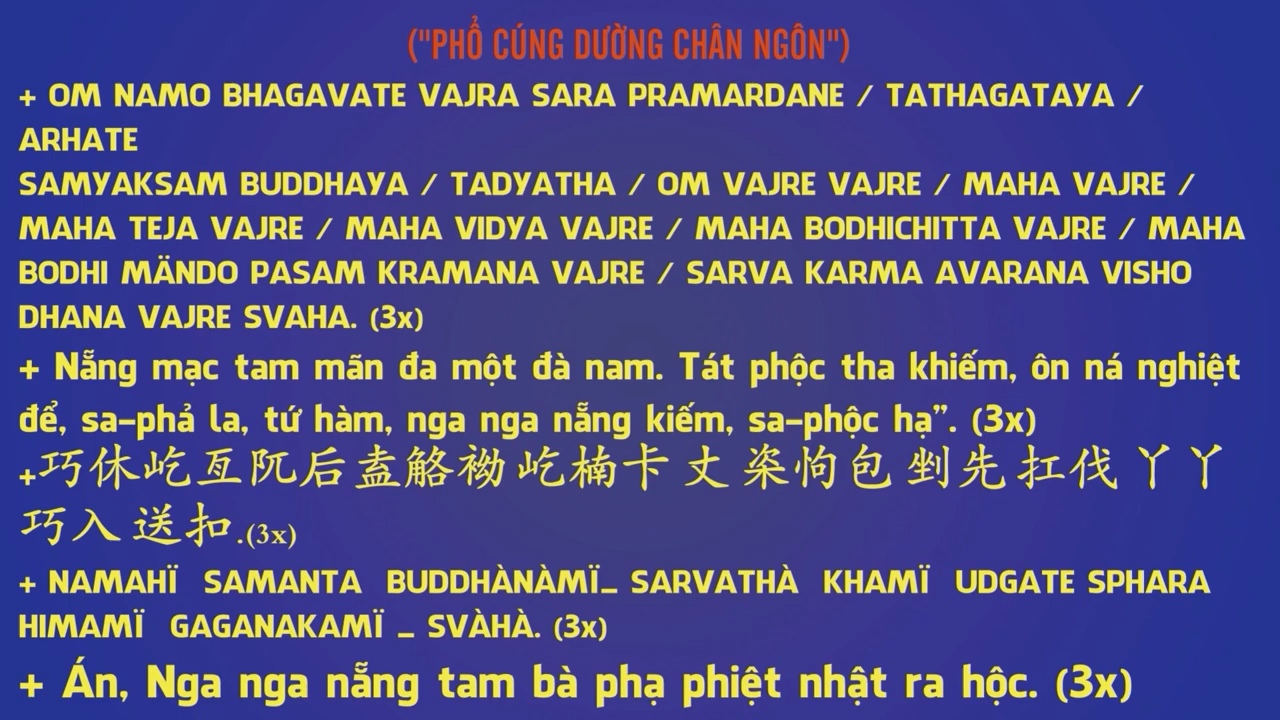 ("PHỔ CÚNG DƯỜNG CHÂN NGÔN")
+ OM NAMO BHAGAVATE VAJRA SARA PRAMARDANE / TATHAGATAYA /
ARHATE
SAMYAKSAM BUDDHAYA / TADYATHA / OM VAJRE VAJRE / MAHA VAJRE /
MAHA TEJA VAJRE / MAHA VIDYA VAJRE / MAHA BODHICHITTA VAJRE / MAHA
BODHI MÄNDO PASAM KRAMANA VAJRE / SARVA KARMA AVARANA VISHO
DHANA VAJRE SVAHA. (3x)
+ Nẵng mạc tam mãn đa một đà nam. Tát phộc tha khiếm, ôn ná nghiệt
để, sa-phả la, tứ hàm, nga nga nẵng kiếm, sa-phộc hạ”. (3x)
+巧休屹亙阢后盍觡袎屹楠卡丈栥怐包剉先扛伐丫丫
巧入送扣.(3x)
+ NAMAHÏ SAMANTA BUDDHÀNÀMÏ_ SARVATHÀ KHAMÏ UDGATE SPHARA
HIMAMÏ GAGANAKAMÏ _ SVÀHÀ. (3x)
+ Án, Nga nga nẵng tam bà phạ phiệt nhật ra hộc. (3x)